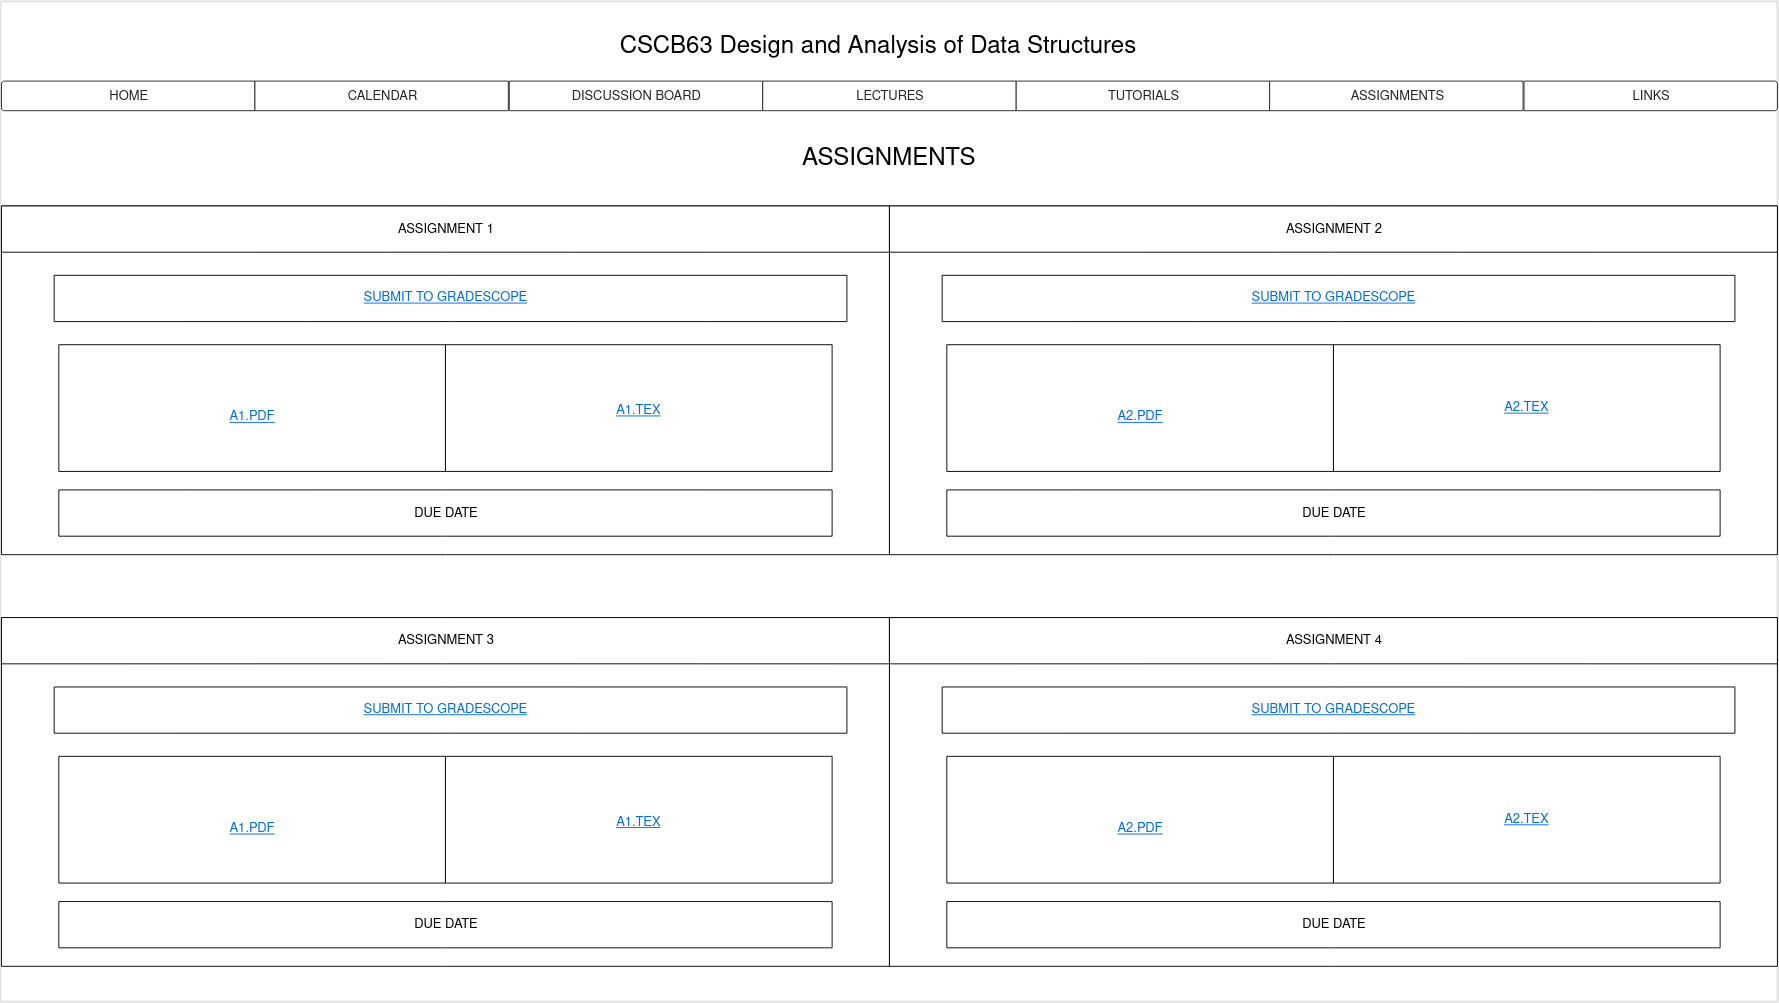 CSCB63 Design and Analysis of Data Structures
HOME CALENDAR DISCUSSION BOARD LECTURES TUTORIALS ASSIGNMENTS LINKS
ASSIGNMENTS
ASSIGNMENT 1 ASSIGNMENT 2
SUBMIT TO GRADESCOPE SUBMIT TO GRADESCOPE
A1.PDF A1.TEX A2.PDF A2.TEX
DUE DATE DUE DATE
ASSIGNMENT 3 ASSIGNMENT 4
SUBMIT TO GRADESCOPE SUBMIT TO GRADESCOPE
A1.PDF A1.TEX A2.PDF A2.TEX
DUE DATE DUE DATE